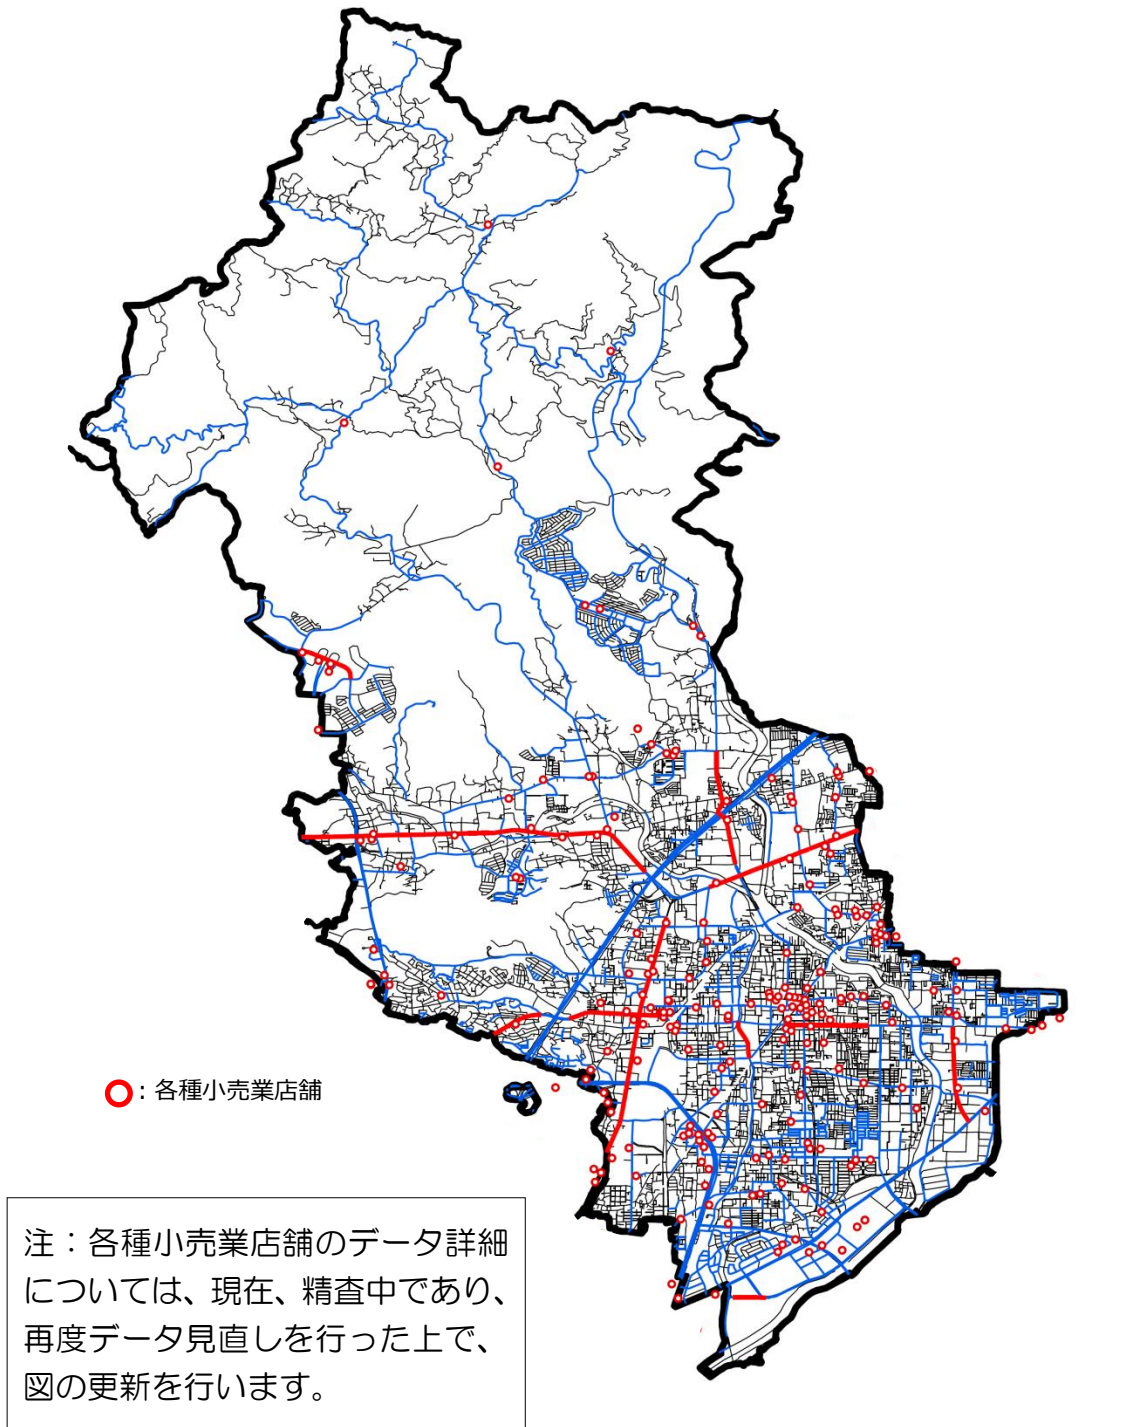 ：各種小売業店舗
注：各種小売業店舗のデータ詳細
については、現在、精査中であり、
再度データ見直しを行った上で、
図の更新を行います。